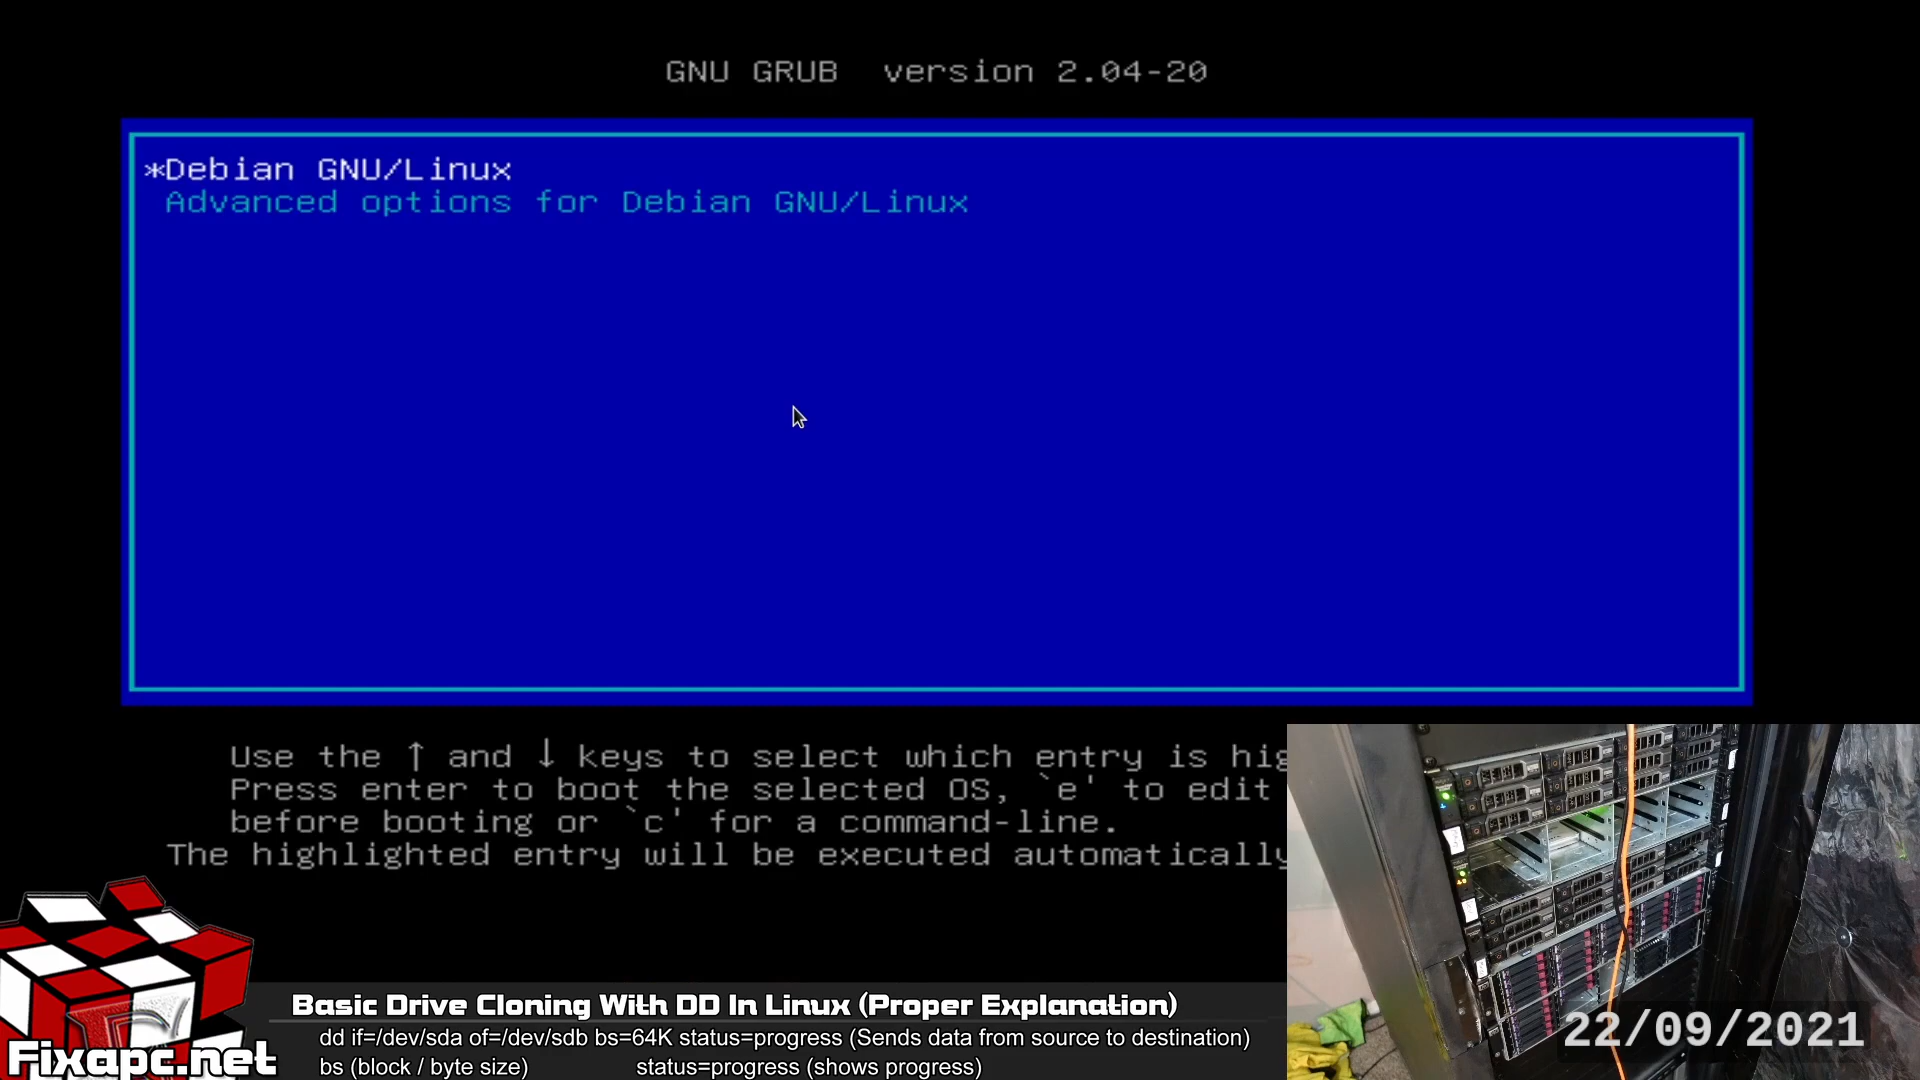 GNU GRUB version 2.04-20
*Debian GNU/Linux
Advanced options for Debian GNU/Linux
Use the ↑ and ↓ keys to select which entry is hig
Press enter to boot the selected OS, `e' to edit
before booting or `c' for a command-line.
The highlighted entry will be executed automatically
22/09/2021
Basic Drive Cloning With DD In Linux (Proper Explanation)
dd if=/dev/sda of=/dev/sdb bs=64K status=progress (Sends data from source to destination)
bs (block / byte size) status=progress (shows progress)
Fixapc.net